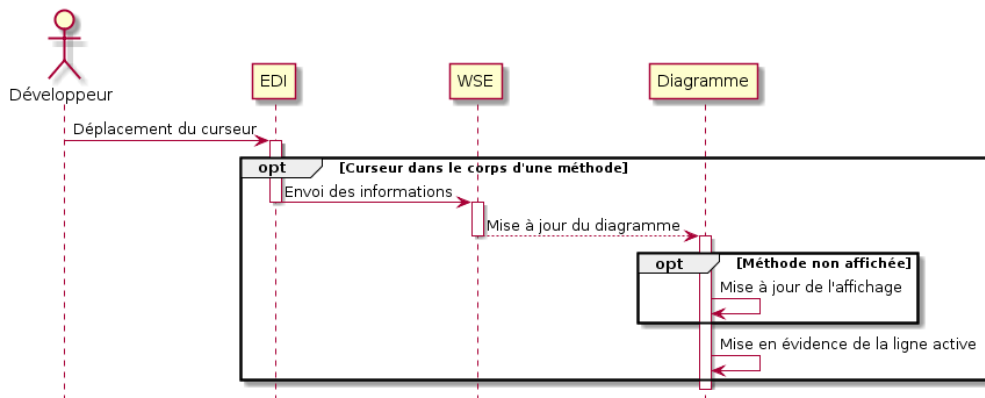 Développeur
EDI
WSE
Diagramme
Déplacement du curseur
opt
[Curseur dans le corps d'une méthode]
Envoi des informations
Mise à jour du diagramme
opt
[Méthode non affichée]
Mise à jour de l'affichage
Mise en évidence de la ligne active